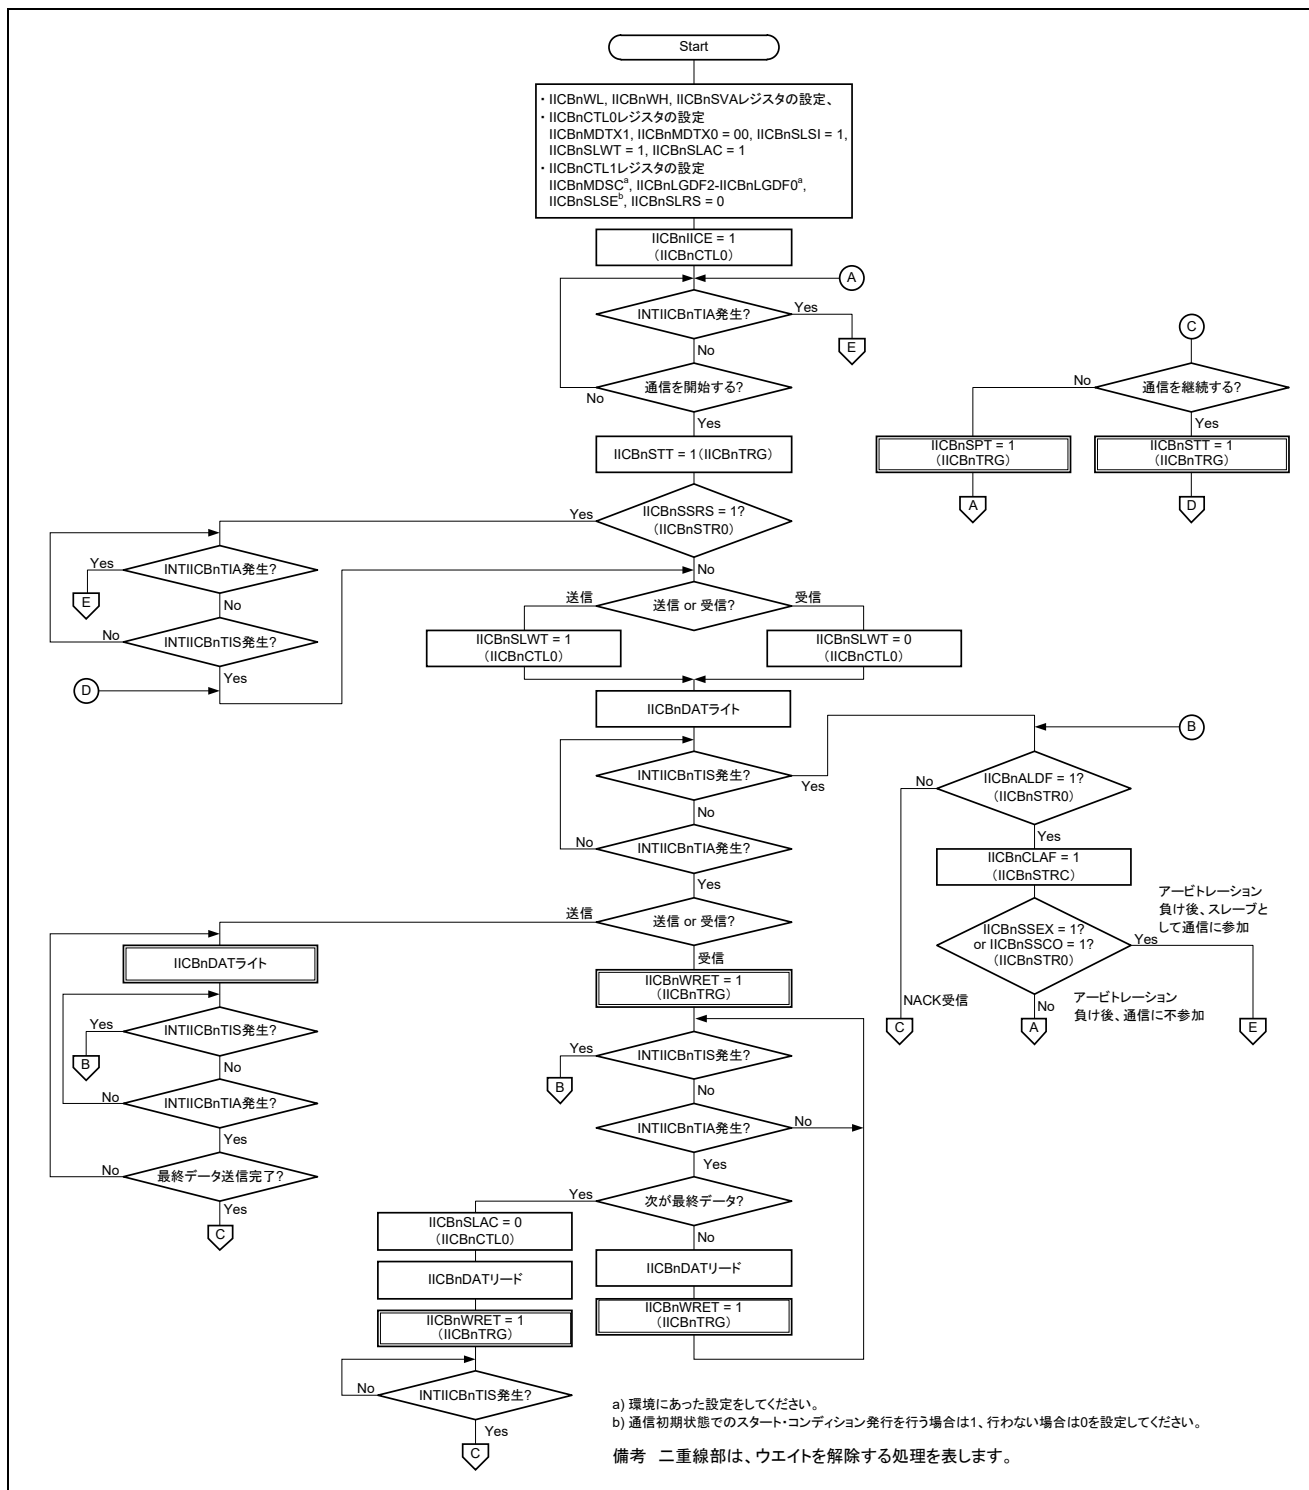 Start
・IICBnWL, IICBnWH, IICBnSVAレジスタの設定、
・IICBnCTL0レジスタの設定
IICBnMDTX1, IICBnMDTX0 = 00, IICBnSLSI = 1,
IICBnSLWT = 1, IICBnSLAC = 1
・IICBnCTL1レジスタの設定
IICBnMDSCa, IICBnLGDF2-IICBnLGDF0a,
IICBnSLSEb, IICBnSLRS = 0
IICBnIICE = 1
(IICBnCTL0)
A
INTIICBnTIA発生?
Yes
E
No
通信を開始する?
No
Yes
C
通信を継続する?
No
Yes
IICBnSPT = 1
(IICBnTRG)
A
IICBnSTT = 1
(IICBnTRG)
D
IICBnSTT = 1(IICBnTRG)
IICBnSSRS = 1?
(IICBnSTR0)
Yes
No
INTIICBnTIA発生?
Yes
E
No
INTIICBnTIS発生?
No
Yes
D
送信 or 受信?
送信
受信
IICBnSLWT = 1
(IICBnCTL0)
IICBnSLWT = 0
(IICBnCTL0)
IICBnDATライト
INTIICBnTIS発生?
Yes
No
INTIICBnTIA発生?
No
Yes
B
IICBnALDF = 1?
(IICBnSTR0)
No
Yes
IICBnCLAF = 1
(IICBnSTRC)
IICBnSSEX = 1?
or IICBnSSCO = 1?
(IICBnSTR0)
アービトレーション
負け後、スレーブと
して通信に参加
Yes
No
NACK受信
アービトレーション
負け後、通信に不参加
C
A
E
送信 or 受信?
送信
受信
IICBnDATライト
INTIICBnTIS発生?
Yes
B
No
INTIICBnTIA発生?
No
Yes
最終データ送信完了?
No
Yes
C
IICBnWRET = 1
(IICBnTRG)
INTIICBnTIS発生?
Yes
B
No
INTIICBnTIA発生?
No
Yes
次が最終データ?
Yes
No
IICBnSLAC = 0
(IICBnCTL0)
IICBnDATリード
IICBnWRET = 1
(IICBnTRG)
INTIICBnTIS発生?
No
Yes
C
IICBnDATリード
IICBnWRET = 1
(IICBnTRG)
a) 環境にあった設定をしてください。
b) 通信初期状態でのスタート・コンディション発行を行う場合は1、行わない場合は0を設定してください。
備考 二重線部は、ウエイトを解除する処理を表します。